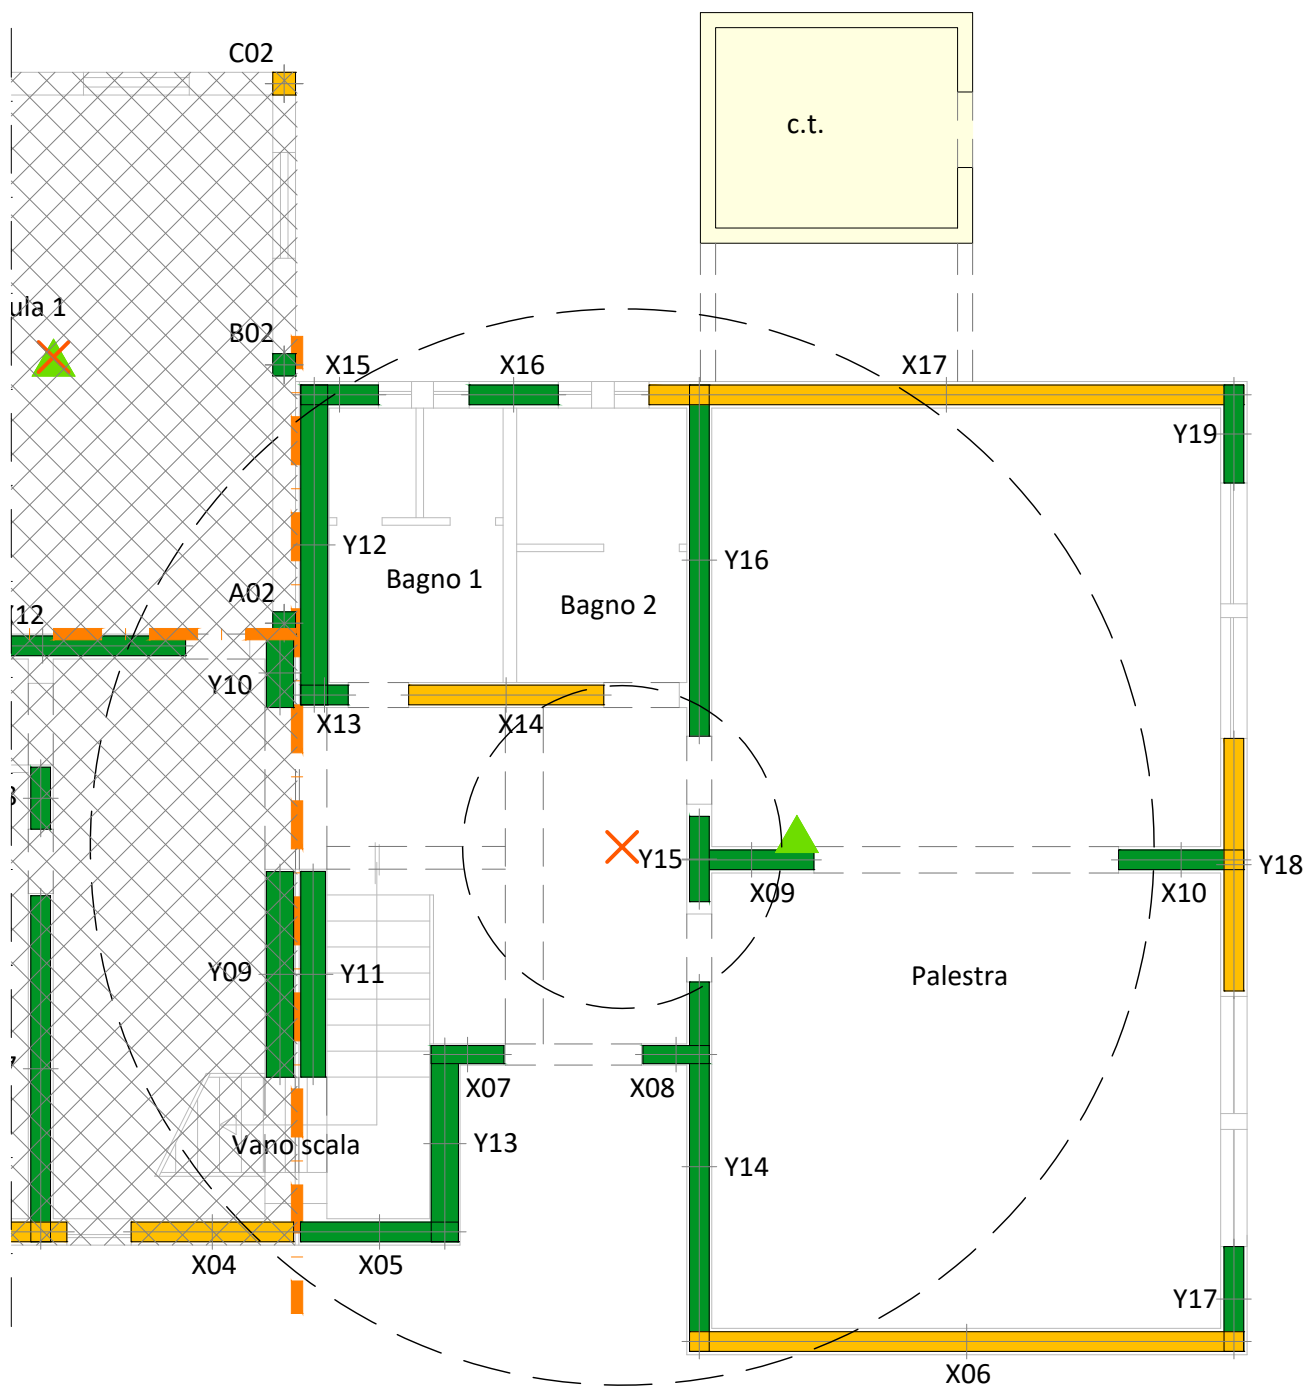 C02
c.t.
ula 1
B02
X15
X16
X17
Y19
Y12
Y16
Bagno 1
A02
Bagno 2
Y10
X13
X14
Y15
Y18
X09
X10
Y09
Y11
Palestra
X07
X08
Vano scala
Y13
Y14
X04
X05
Y17
X06